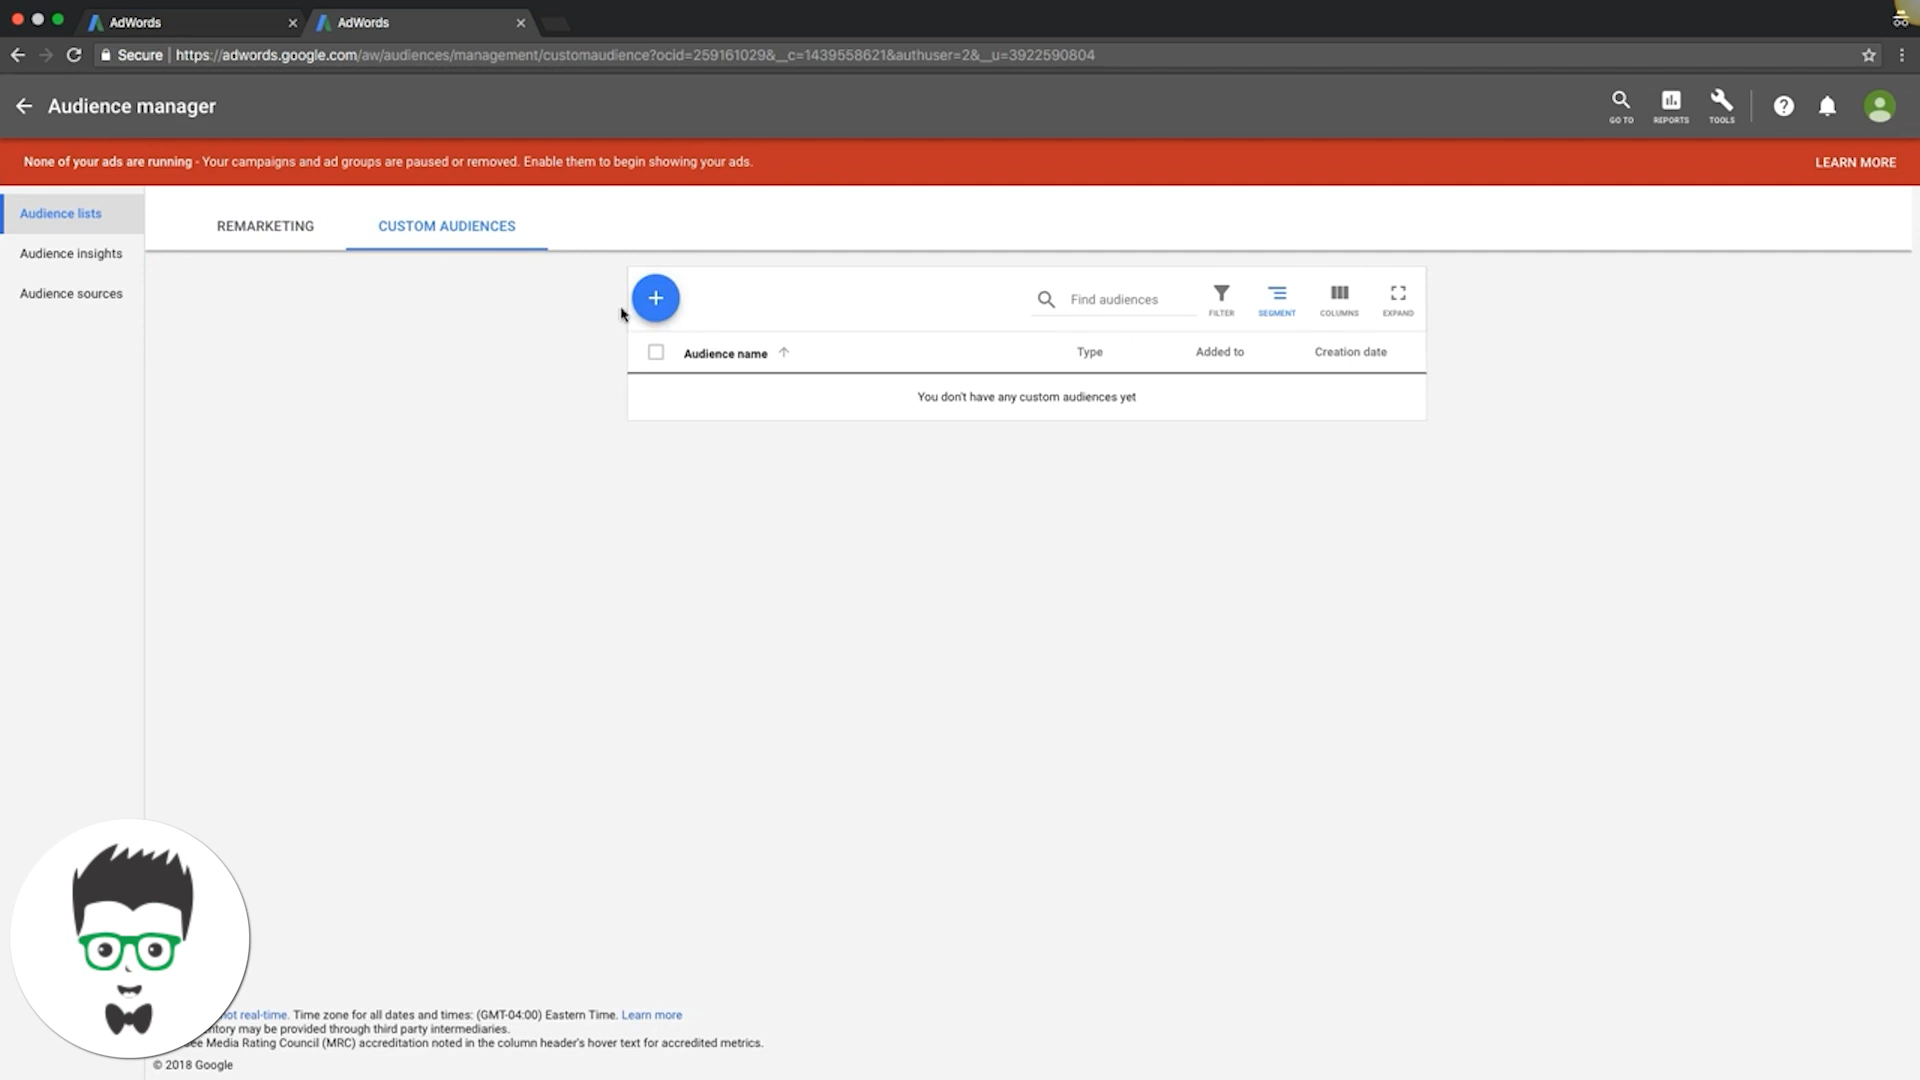 AdWords
AdWords
Secure
https://adwords.google.com/aw/audiences/management/customaudience?ocid=259161029&__c=1439558621&authuser=2&__u=3922590804
Audience manager
GO TO
REPORTS
TOOLS
None of your ads are running - Your campaigns and ad groups are paused or removed. Enable them to begin showing your ads.
LEARN MORE
Audience lists
Audience insights
Audience sources
REMARKETING
CUSTOM AUDIENCES
Find audiences
FILTER
SEGMENT
COLUMNS
EXPAND
Audience name
Type
Added to
Creation date
You don't have any custom audiences yet
not real-time. Time zone for all dates and times: (GMT-04:00) Eastern Time. Learn more
may be provided through third party intermediaries.
Media Rating Council (MRC) accreditation noted in the column header's hover text for accredited metrics.
© 2018 Google